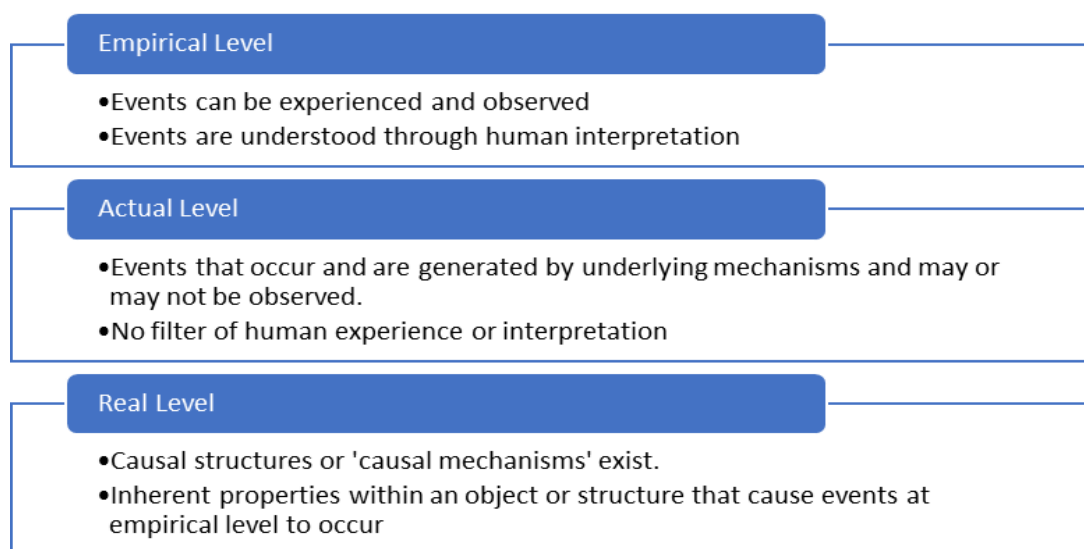 Empirical Level
•Events can be experienced and observed
•Events are understood through human interpretation
Actual Level
•Events that occur and are generated by underlying mechanisms and may or
may not be observed.
•No filter of human experience or interpretation
Real Level
•Causal structures or 'causal mechanisms' exist.
•Inherent properties within an object or structure that cause events at
empirical level to occur